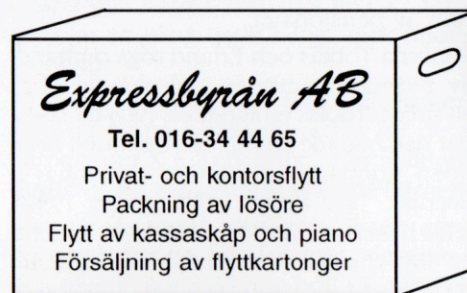 Expressbyrån AB
Tel. 016-34 44 65
Privat- och kontorsflytt
Packning av lösöre
Flytt av kassaskåp och piano
Försäljning av flyttkartonger